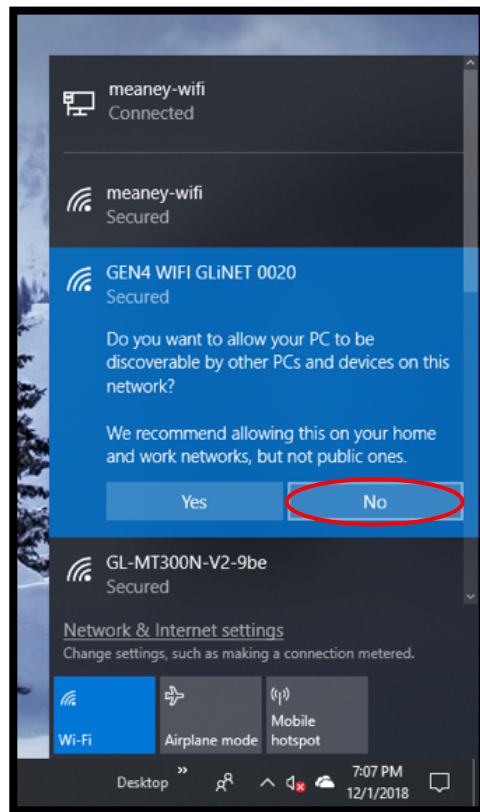 meaney-wifi
Connected
meaney-wifi
Secured
GEN4 WIFI GLiNET 0020
Secured
Do you want to allow your PC to be
discoverable by other PCs and devices on this
network?
We recommend allowing this on your home
and work networks, but not public ones.
Yes No
GL-MT300N-V2-9be
Secured
Network & Internet settings
Change settings, such as making a connection metered.
Wi-Fi
Airplane mode
Mobile
hotspot
Desktop
7:07 PM
12/1/2018